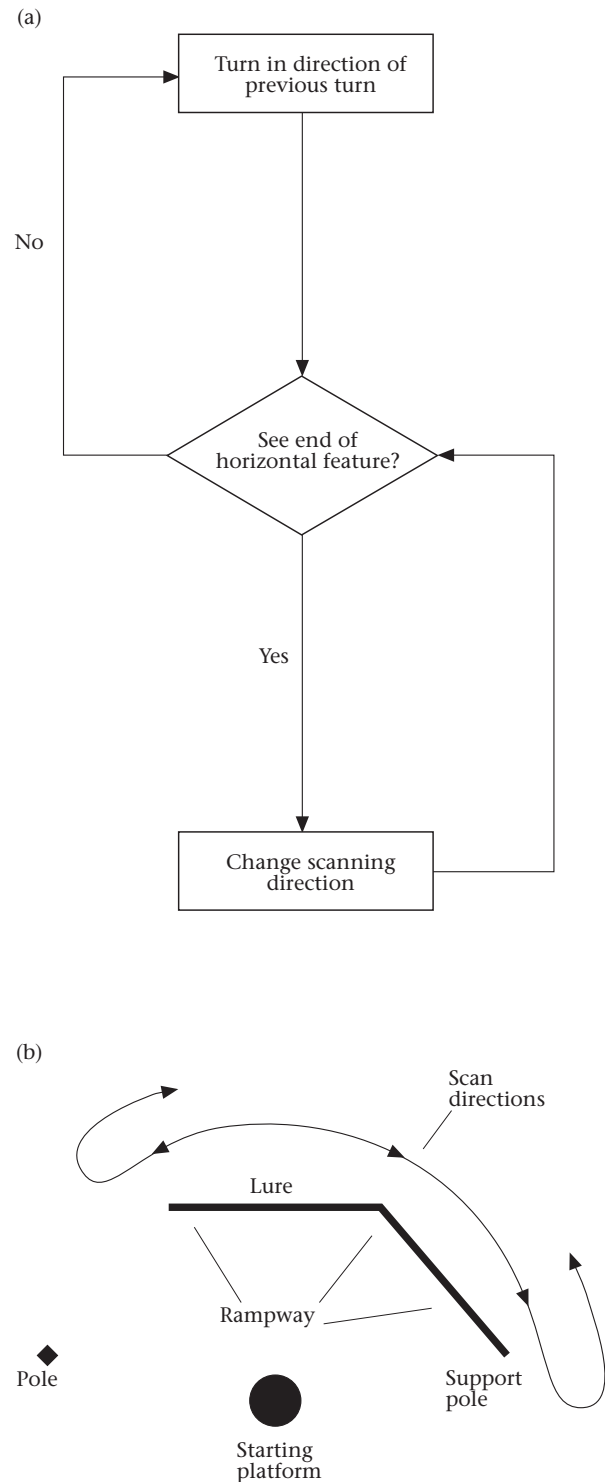 (a)
Turn in direction of
previous turn
No
See end of
horizontal feature?
Yes
Change scanning
direction
(b)
Scan
directions
Lure
Rampway
Pole
Support
pole
Starting
platform